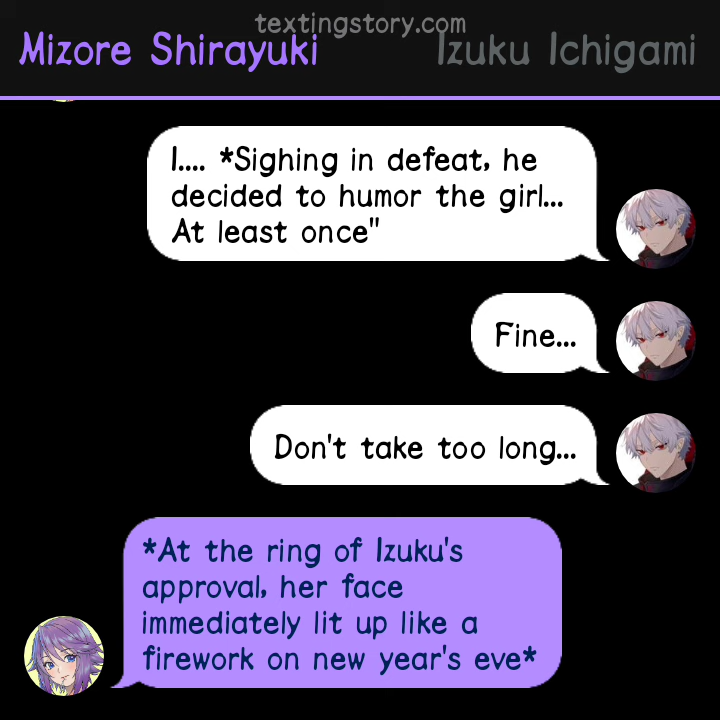 textingstory.com
Mizore Shirayuki Izuku Ichigami
I.... *Sighing in defeat, he
decided to humor the girl...
At least once"
Fine...
Don't take too long...
*At the ring of Izuku's
approval, her face
immediately lit up like a
firework on new year's eve*